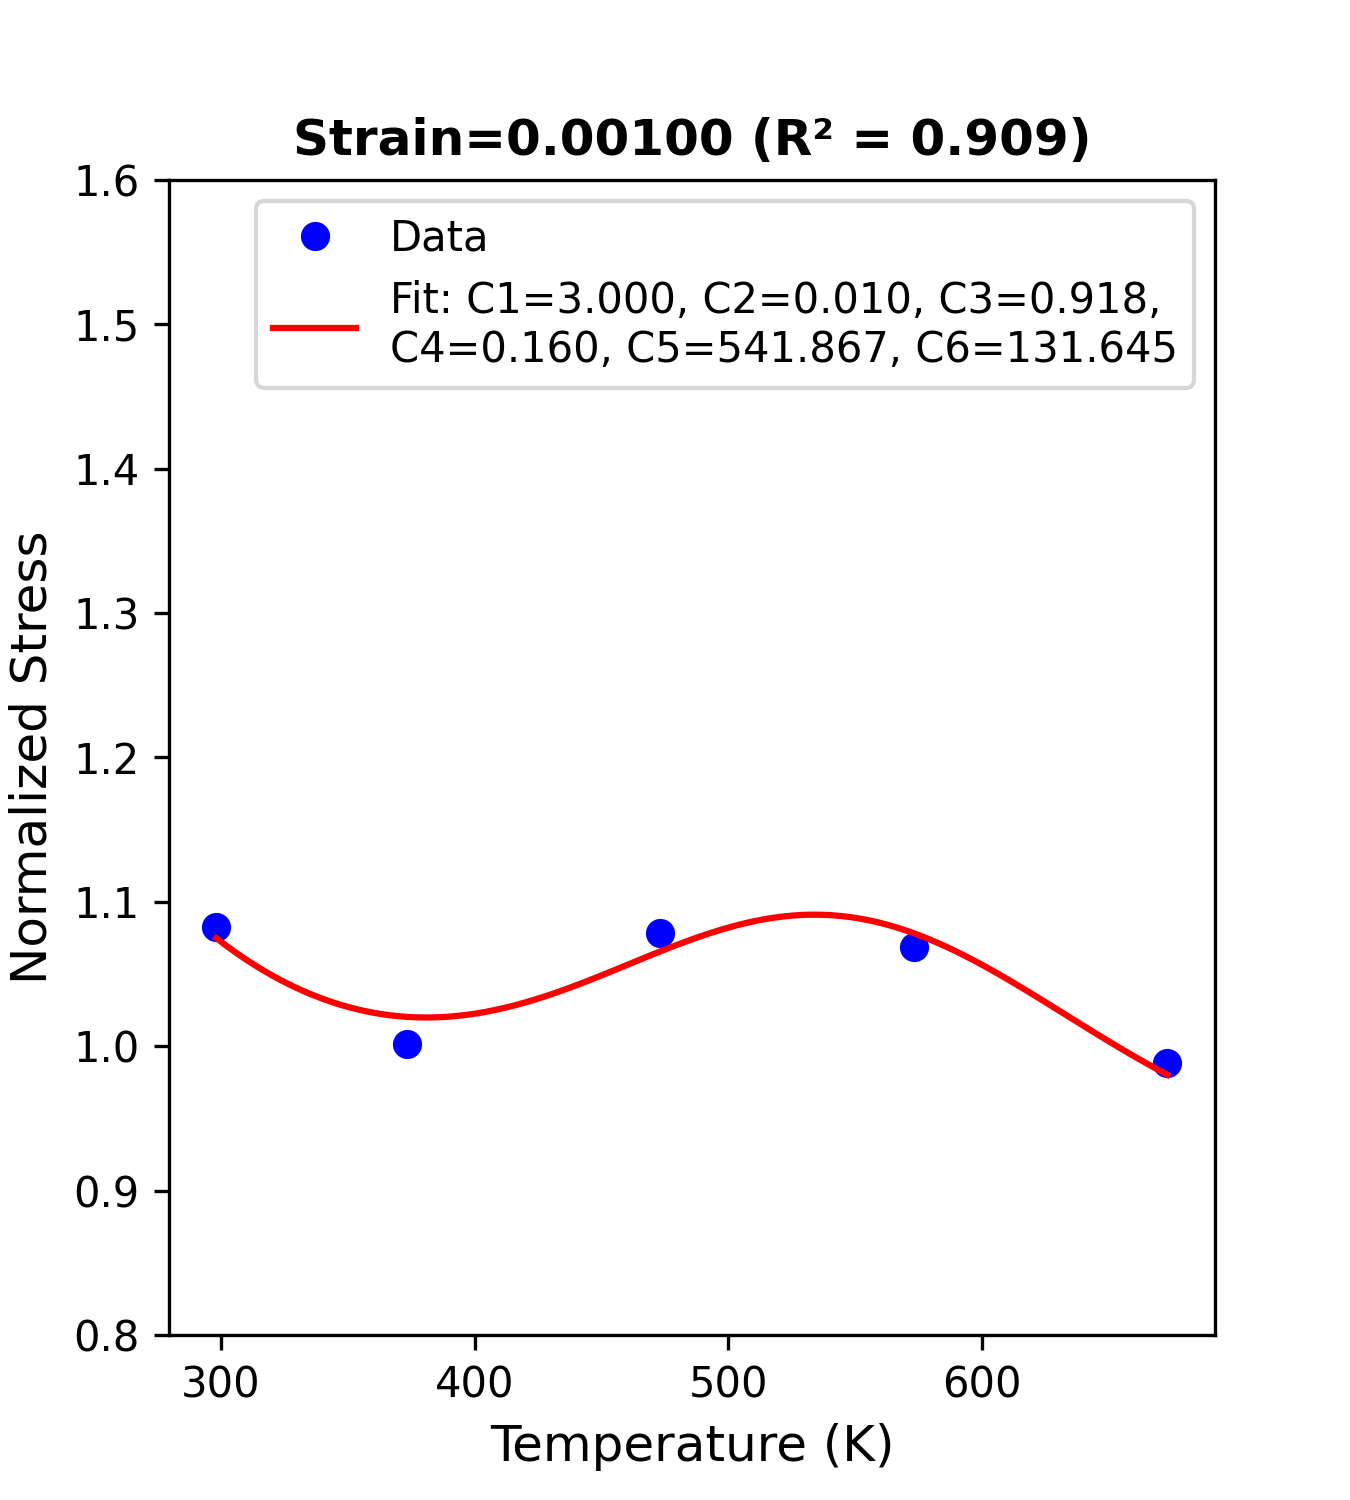 Strain=0.00100 (R² = 0.909)
Data
Fit: C1=3.000, C2=0.010, C3=0.918,
C4=0.160, C5=541.867, C6=131.645
Normalized Stress
1.6
1.5
1.4
1.3
1.2
1.1
1.0
0.9
0.8
300 400 500 600
Temperature (K)